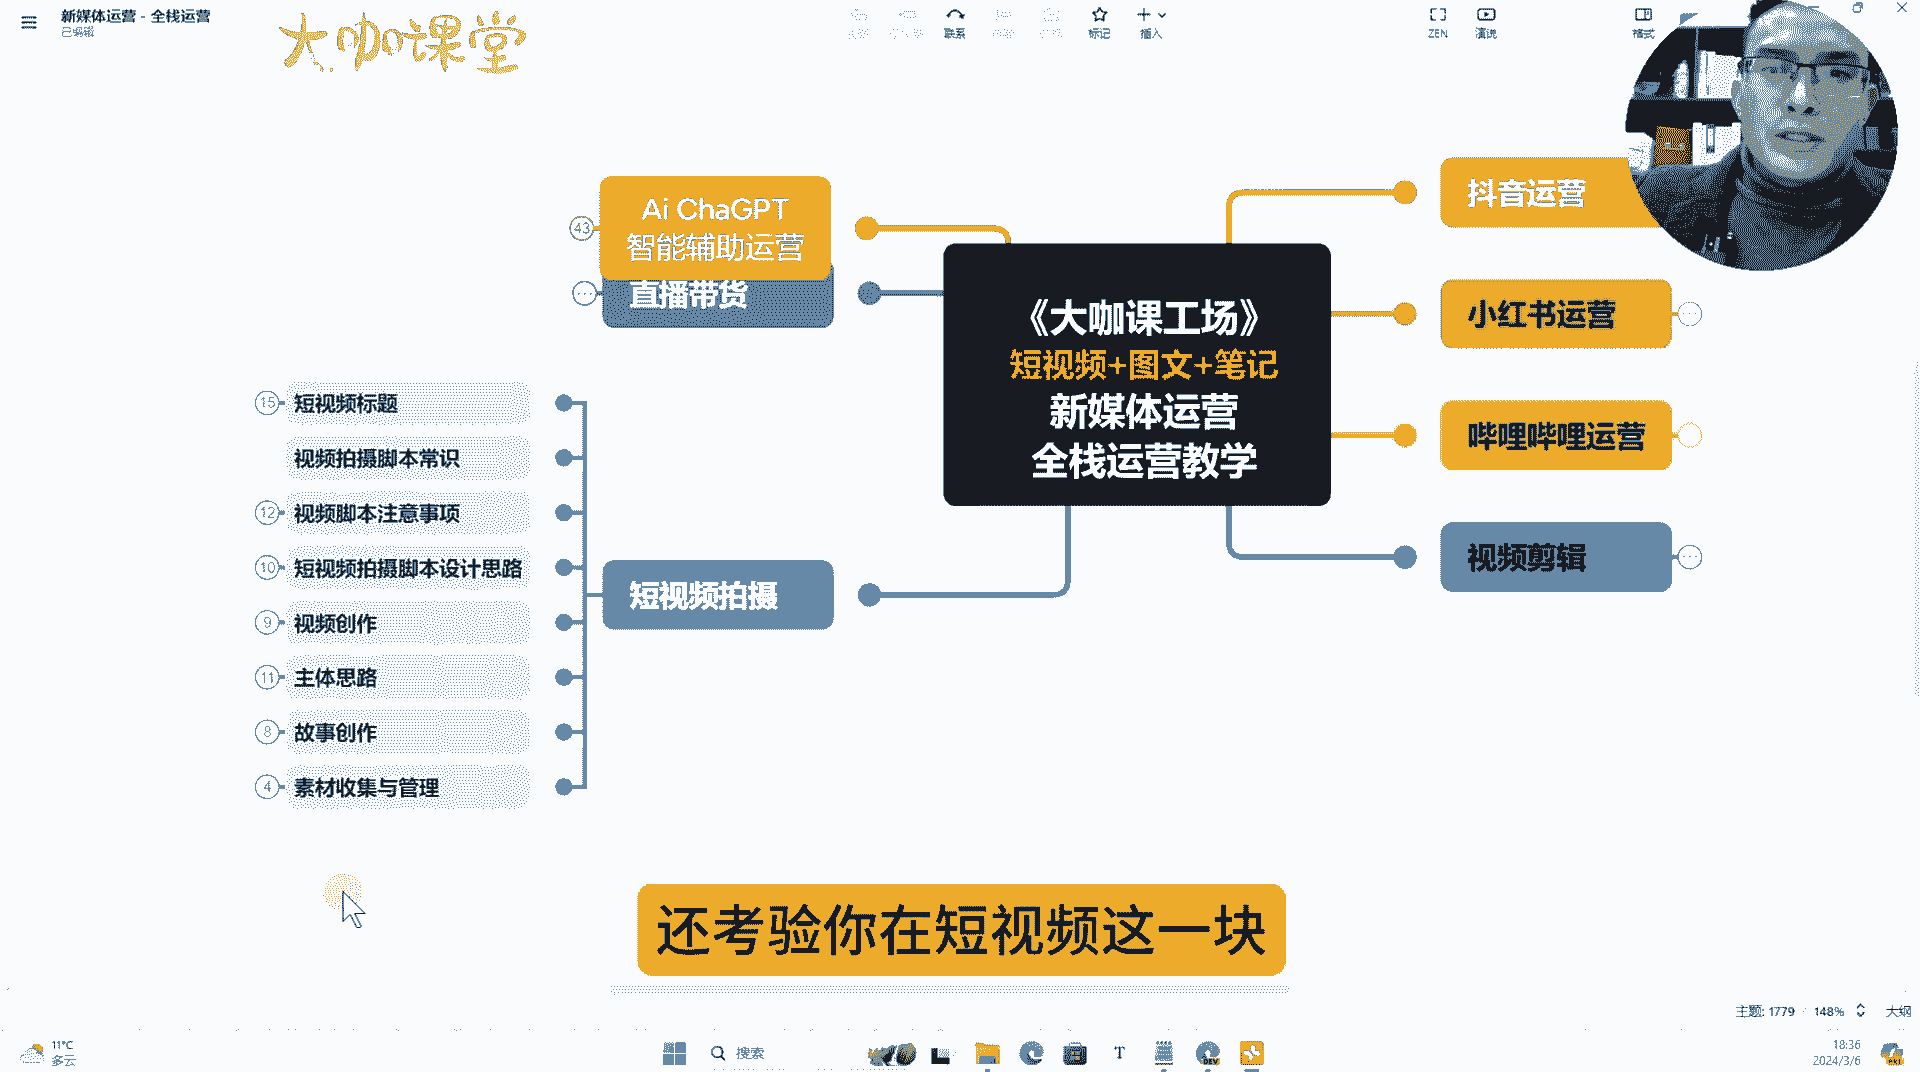 新媒体运营 - 全栈运营
已编辑
大咖课堂
联系
标记
插入
ZEN
演说
格式
43
Ai ChaGPT
智能辅助运营
直播带货
《大咖课工场》
短视频+图文+笔记
新媒体运营
全栈运营教学
抖音运营
小红书运营
哔哩哔哩运营
视频剪辑
短视频拍摄
15
短视频标题
视频拍摄脚本常识
12
视频脚本注意事项
10
短视频拍摄脚本设计思路
9
视频创作
11
主体思路
8
故事创作
4
素材收集与管理
还考验你在短视频这一块
主题: 1779
148%
大纲
11°C
多云
搜索
T
DEV
18:36
2024/3/6